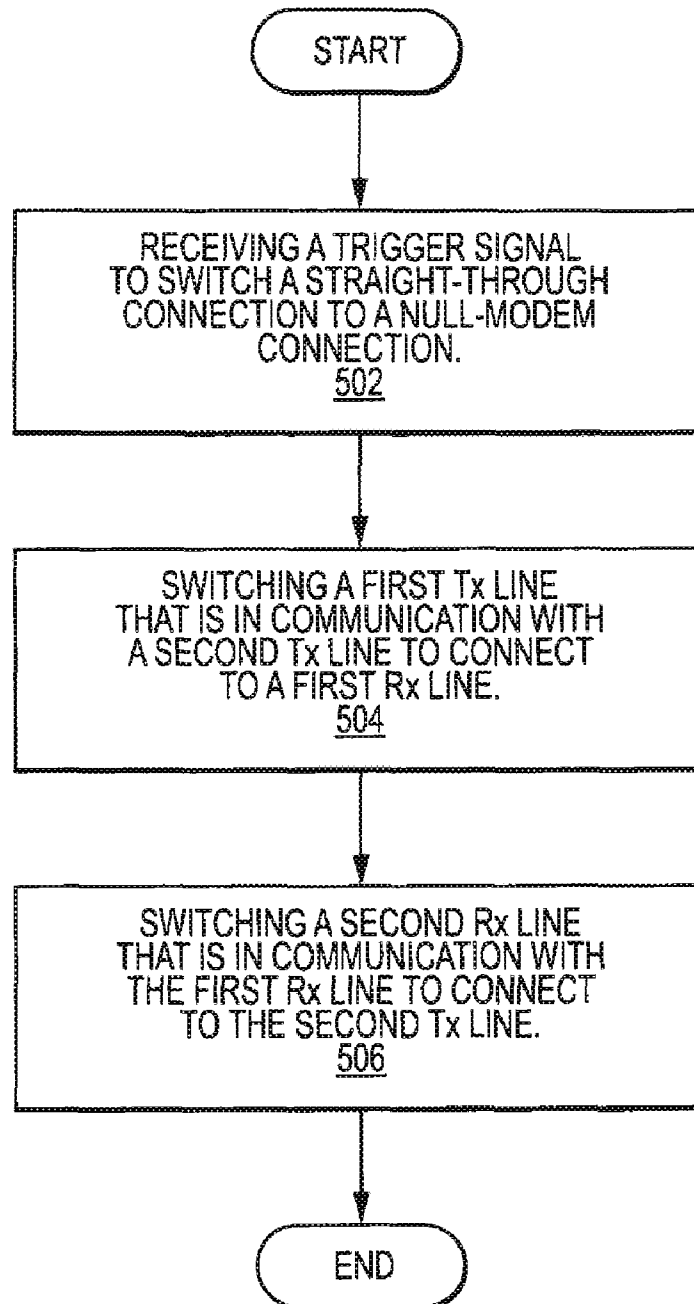 START
RECEIVING A TRIGGER SIGNAL
TO SWITCH A STRAIGHT-THROUGH
CONNECTION TO A NULL-MODEM
CONNECTION.
502
SWITCHING A FIRST Tx LINE
THAT IS IN COMMUNICATION WITH
A SECOND Tx LINE TO CONNECT
TO A FIRST Rx LINE.
504
SWITCHING A SECOND Rx LINE
THAT IS IN COMMUNICATION WITH
THE FIRST Rx LINE TO CONNECT
TO THE SECOND Tx LINE.
506
END